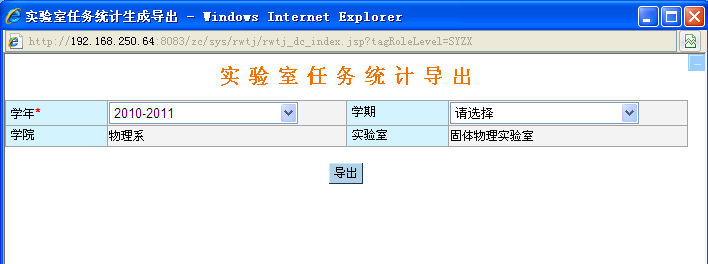 实验室任务统计生成导出 - Windows Internet Explorer
http://192.168.250.64:8083/zc/sys/rwtj/rwtj_dc_index.jsp?tagRoleLevel=SYZX
实验室任务统计导出
学年* 2010-2011 学期 请选择
学院 物理系 实验室 固体物理实验室
导出